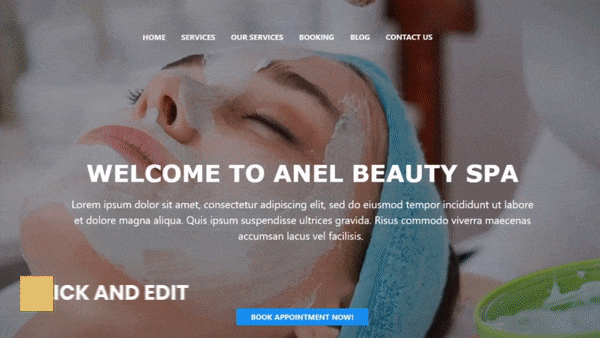 HOME SERVICES OUR SERVICES BOOKING BLOG CONTACT US
WELCOME TO ANEL BEAUTY SPA
Lorem ipsum dolor sit amet, consectetur adipiscing elit, sed do eiusmod tempor incididunt ut labore
et dolore magna aliqua. Quis ipsum suspendisse ultrices gravida. Risus commodo viverra maecenas
accumsan lacus vel facilisis.
ICK AND EDIT
BOOK APPOINTMENT NOW!